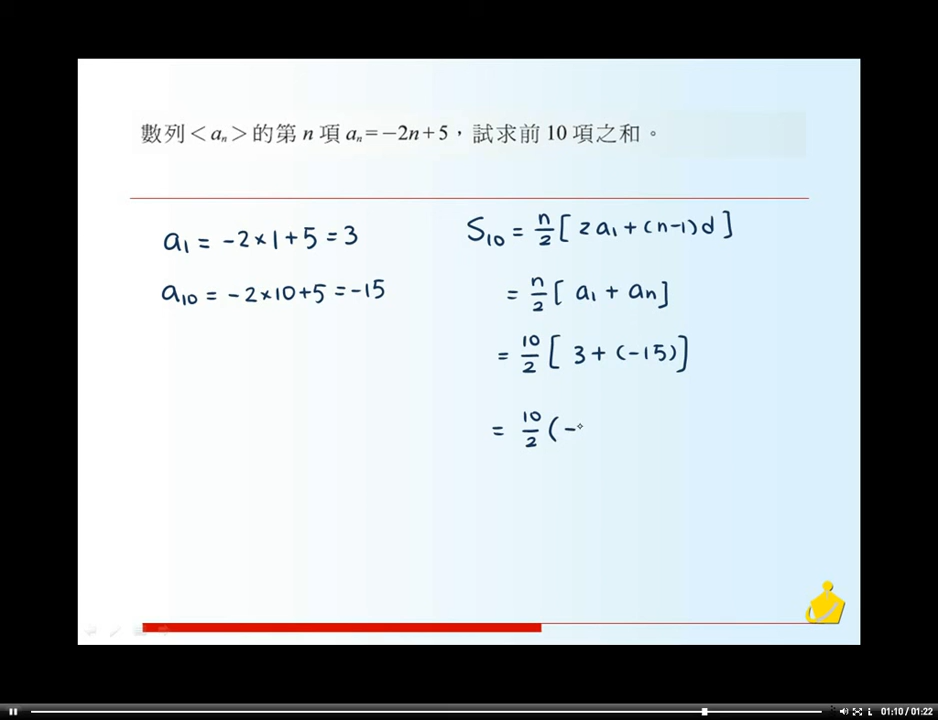 數列＜aₙ＞的第 n 項 aₙ=−2n+5，試求前 10 項之和。
a₁ = -2×1+5 = 3
a₁₀ = -2×10+5 = -15
S₁₀ = n/2 [ 2a₁ + (n-1)d ]
= n/2 [ a₁ + an ]
= 10/2 [ 3 + (-15) ]
= 10/2 ( -
01:10 / 01:22